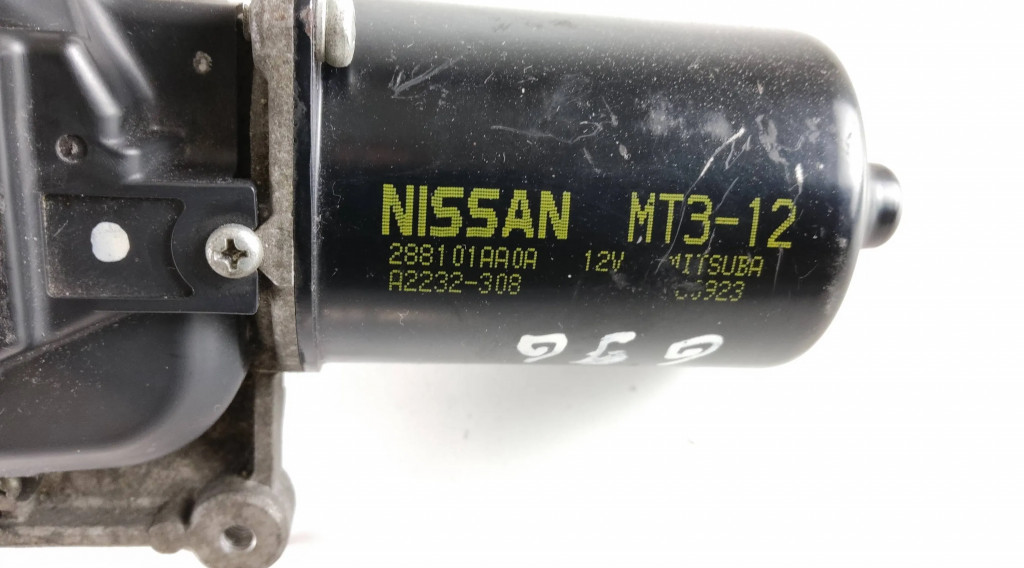 NISSAN MT3-12
288101AA0A 12V MITSUBA
A2232-308